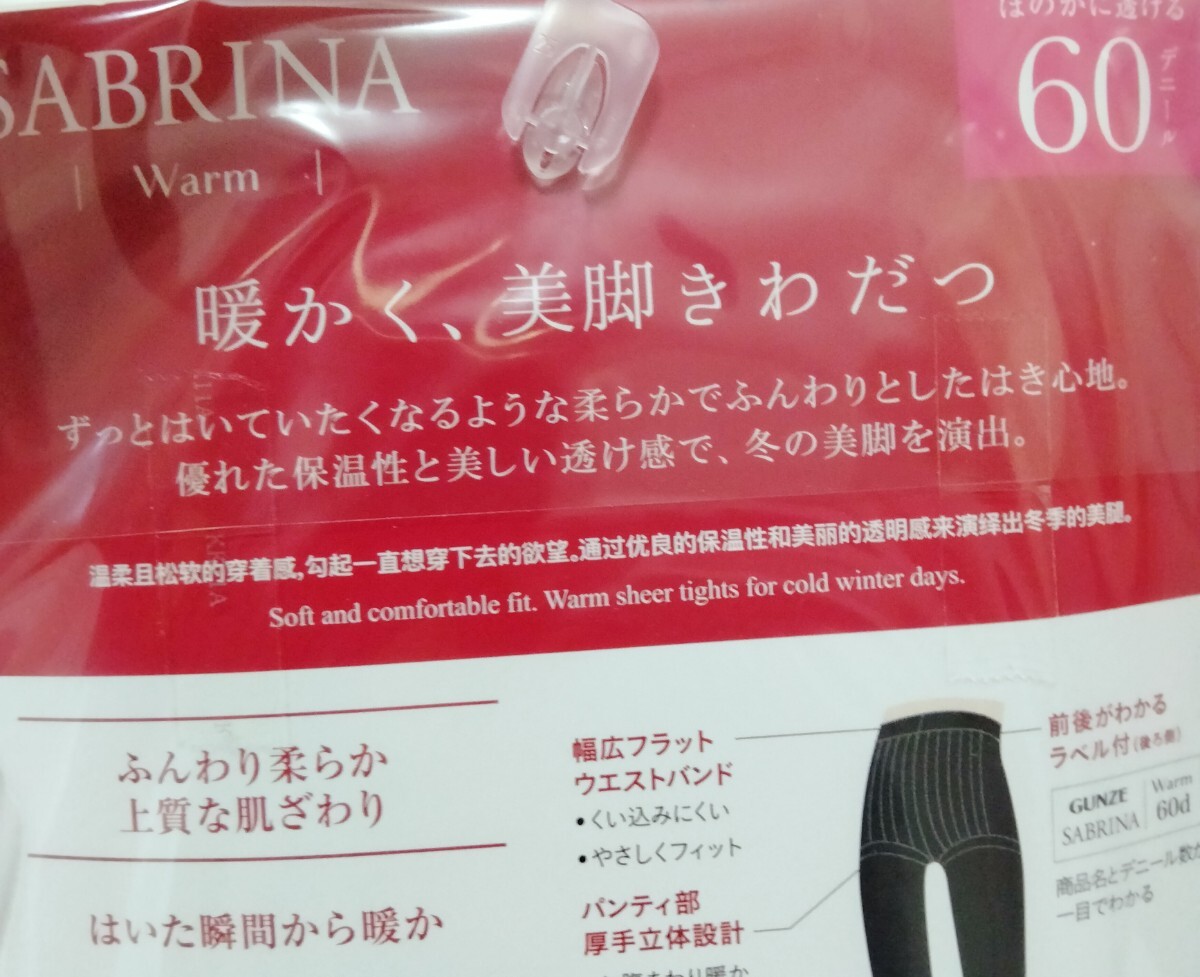 SABRINA
Warm
ほのかに透ける
60
デニール
暖かく、美脚きわだつ
ずっとはいていたくなるような柔らかでふんわりとしたはき心地。
優れた保温性と美しい透け感で、冬の美脚を演出。
温柔且松软的穿着感,勾起一直想穿下去的欲望。通过优良的保温性和美丽的透明感来演绎出冬季的美腿。
Soft and comfortable fit. Warm sheer tights for cold winter days.
ふんわり柔らか
上質な肌ざわり
はいた瞬間から暖か
幅広フラット
ウエストバンド
•くい込みにくい
•やさしくフィット
パンティ部
厚手立体設計
前後がわかる
ラベル付(後ろ側)
GUNZE
SABRINA
Warm
60d
商品名とデニール数が
一目でわかる